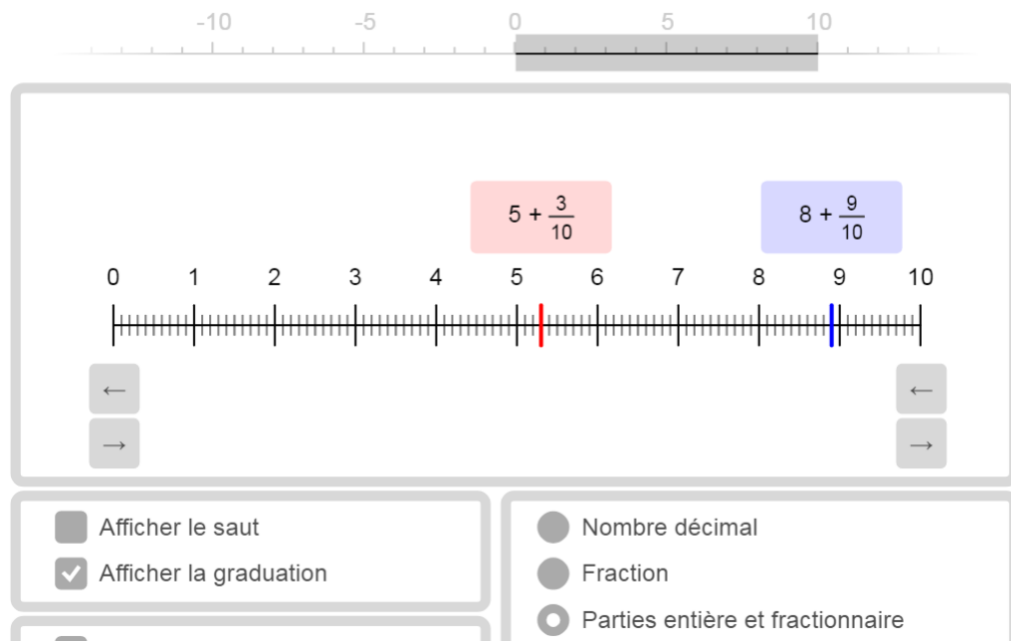 -10 -5 0 5 10
5 + 3/10 8 + 9/10
0 1 2 3 4 5 6 7 8 9 10
← ←
→ →
Afficher le saut
Afficher la graduation
Nombre décimal
Fraction
Parties entière et fractionnaire